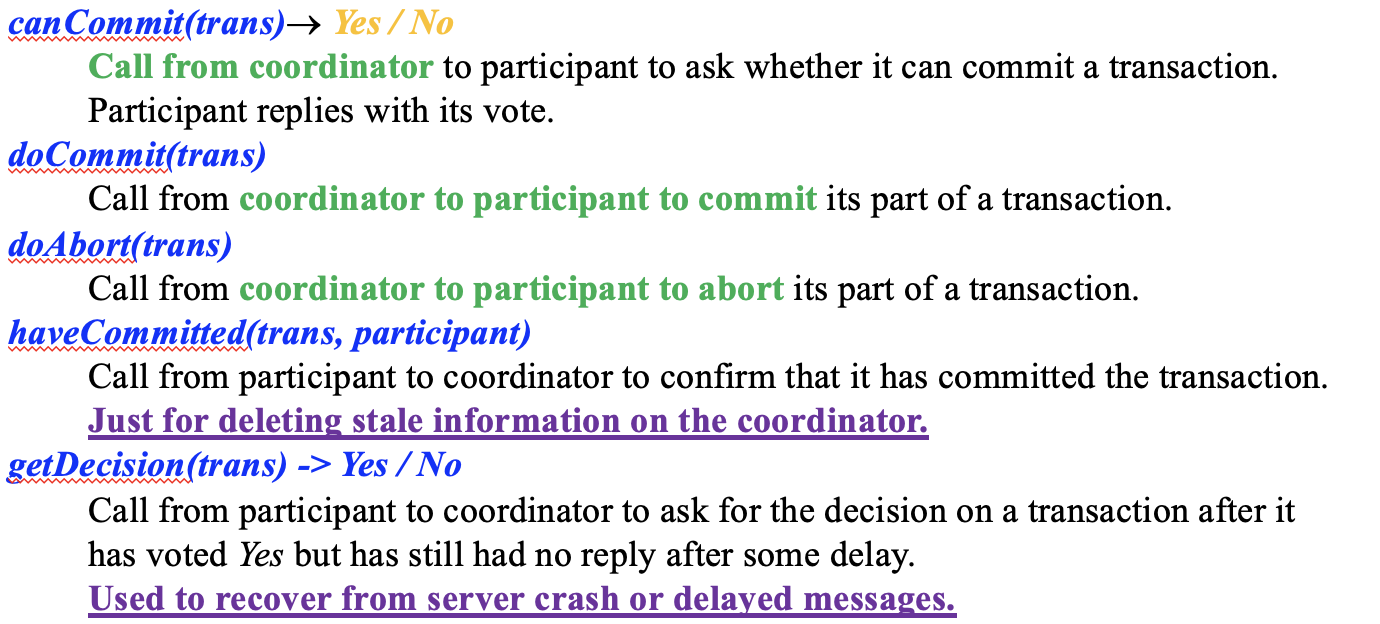 canCommit(trans)→ Yes / No
Call from coordinator to participant to ask whether it can commit a transaction.
Participant replies with its vote.
doCommit(trans)
Call from coordinator to participant to commit its part of a transaction.
doAbort(trans)
Call from coordinator to participant to abort its part of a transaction.
haveCommitted(trans, participant)
Call from participant to coordinator to confirm that it has committed the transaction.
Just for deleting stale information on the coordinator.
getDecision(trans) -> Yes / No
Call from participant to coordinator to ask for the decision on a transaction after it
has voted Yes but has still had no reply after some delay.
Used to recover from server crash or delayed messages.